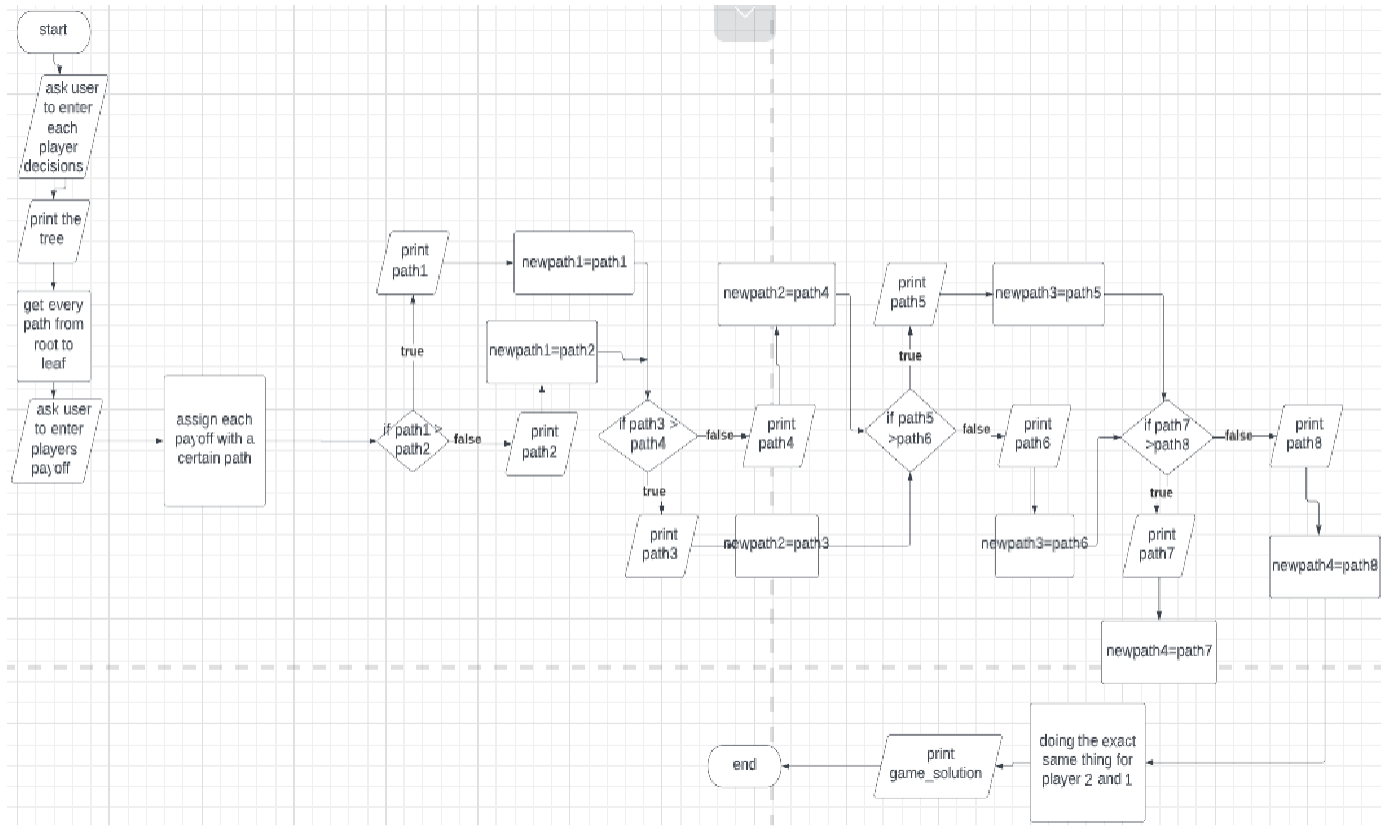 start
ask user
to enter
each
player
decisions
print the
tree
get every
path from
root to
leaf
ask user
to enter
players
payoff
assign each
payoff with a
certain path
if path1 >
path2
true
print
path1
newpath1=path1
false
print
path2
newpath1=path2
if path3 >
path4
false
print
path4
newpath2=path4
true
print
path3
newpath2=path3
if path5
>path6
true
print
path5
newpath3=path5
false
print
path6
newpath3=path6
if path7
>path8
false
print
path8
newpath4=path8
true
print
path7
newpath4=path7
doing the exact
same thing for
player 2 and 1
print
game_solution
end